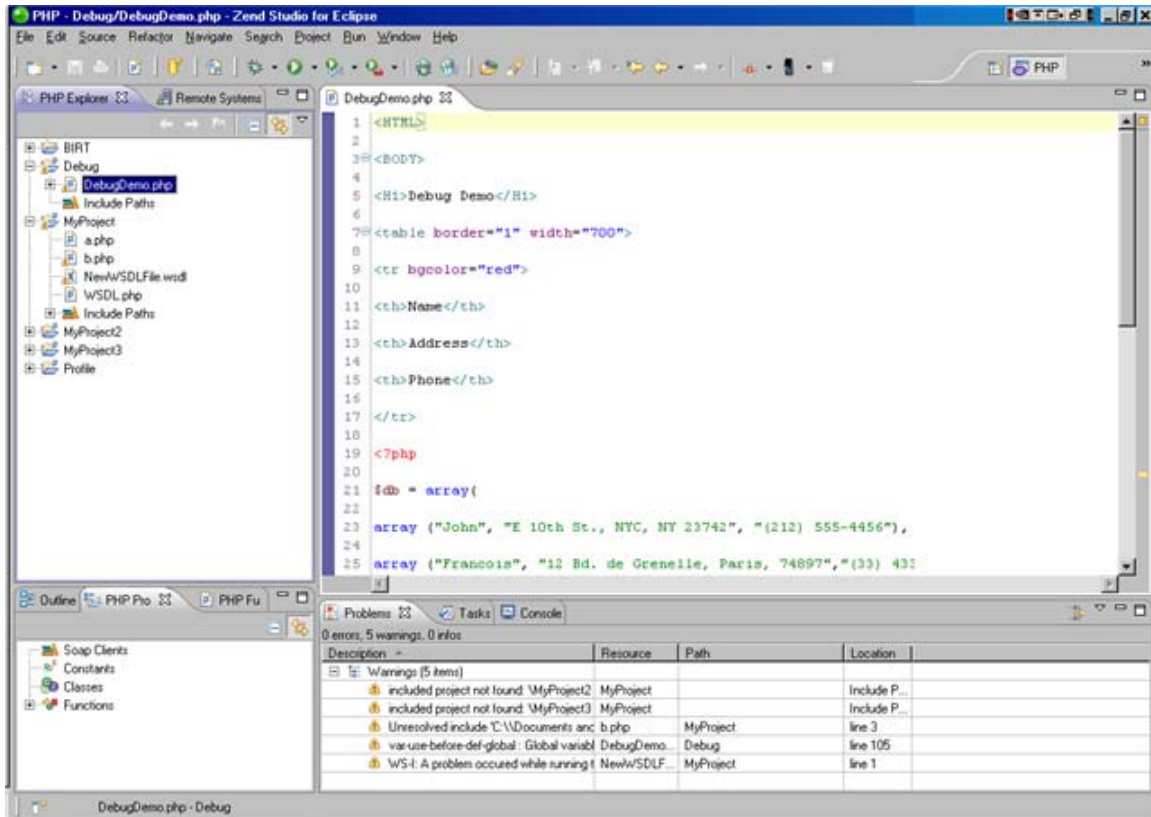 PHP - Debug/DebugDemo.php - Zend Studio for Eclipse
File Edit Source Refactor Navigate Search Project Run Window Help
PHP
PHP Explorer
Remote Systems
BIRT
Debug
DebugDemo.php
Include Paths
MyProject
a.php
b.php
NewWSDLFile.wsdl
WSDL.php
Include Paths
MyProject2
MyProject3
Profile
DebugDemo.php
1 <HTML>
2
3 <BODY>
4
5 <H1>Debug Demo</H1>
6
7 <table border="1" width="700">
8
9 <tr bgcolor="red">
10
11 <th>Name</th>
12
13 <th>Address</th>
14
15 <th>Phone</th>
16
17 </tr>
18
19 <?php
20
21 $db = array(
22
23 array ("John", "E 10th St., NYC, NY 23742", "(212) 555-4456"),
24
25 array ("Francois", "12 Bd. de Grenelle, Paris, 74897","(33) 433
Outline PHP Pro PHP Fu
Soap Clients
Constants
Classes
Functions
Problems Tasks Console
0 errors, 5 warnings, 0 infos
Description Resource Path Location
Warnings (5 items)
included project not found: \MyProject2 MyProject Include P...
included project not found: \MyProject3 MyProject Include P...
Unresolved include 'C:\\Documents anc b.php MyProject line 3
var-use-before-def-global : Global variabl DebugDemo... Debug line 105
WS-I: A problem occured while running t NewWSDLF... MyProject line 1
DebugDemo.php - Debug